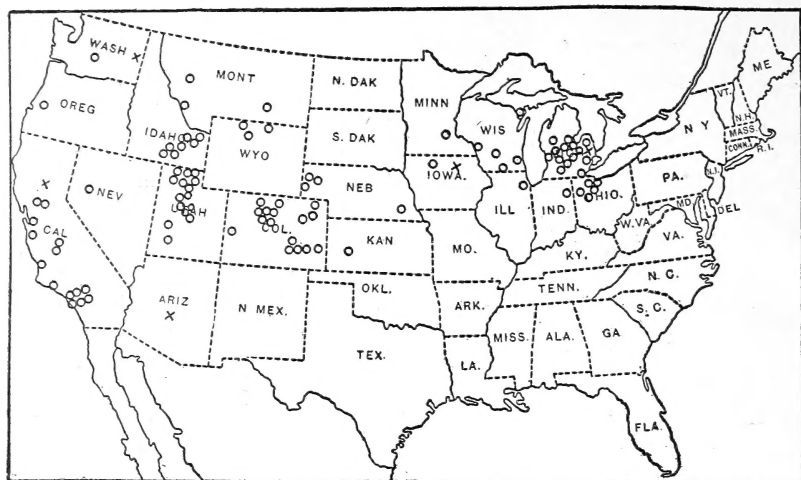 WASH
MONT
N. DAK
MINN
ME.
OREG
IDAHO
S. DAK
WIS
VT.
N.H.
N Y
MASS.
CONN.
R.I.
WYO
NEB
IOWA.
PA.
N.J.
NEV
UTAH
OL.
ILL
IND.
OHIO.
MD.
DEL
CAL
KAN
MO.
W.VA.
VA.
KY.
ARIZ
N MEX.
OKL.
ARK.
TENN.
N. C.
S. C.
TEX.
LA.
MISS.
ALA.
GA
FLA.